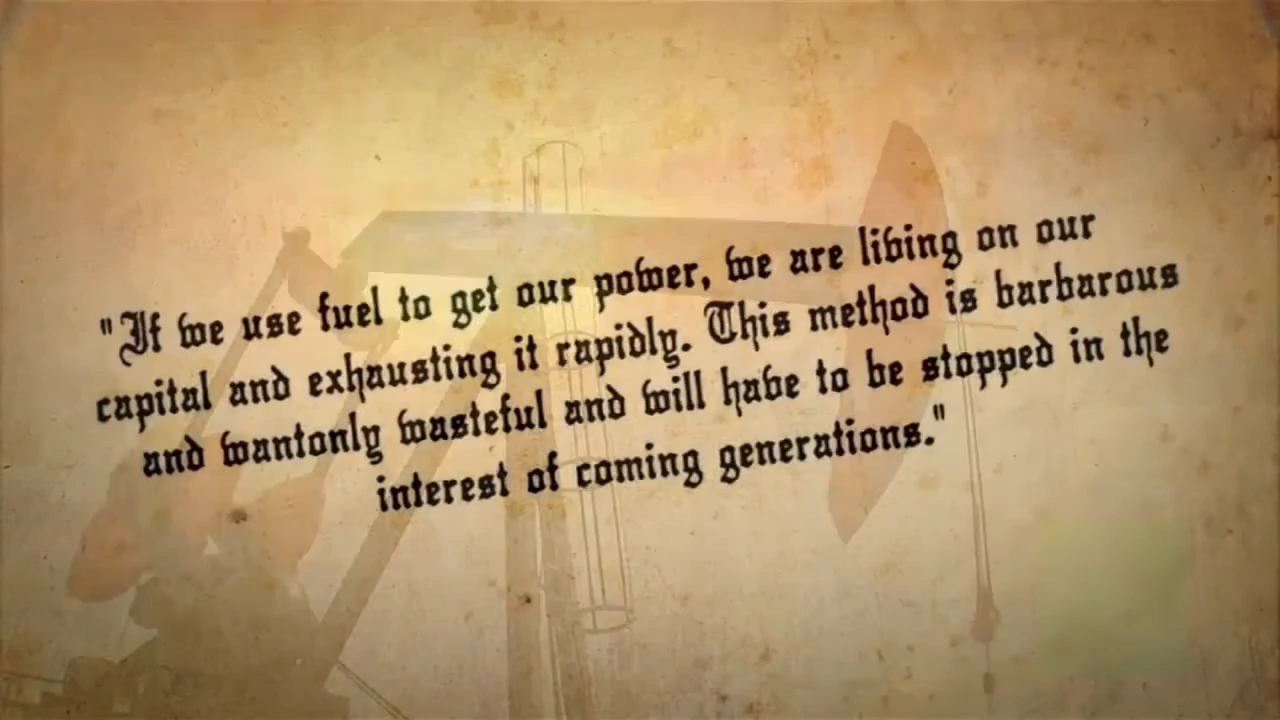 "If we use fuel to get our power, we are living on our
capital and exhausting it rapidly. This method is barbarous
and wantonly wasteful and will have to be stopped in the
interest of coming generations."